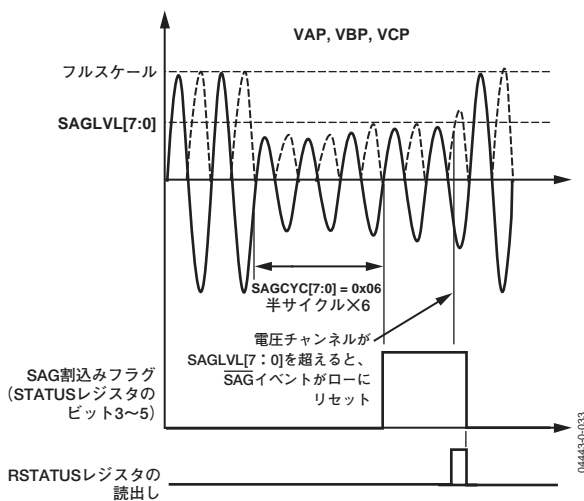 VAP, VBP, VCP
フルスケール
SAGLVL[7:0]
SAGCYC[7:0] = 0x06
半サイクル×6
電圧チャンネルが
SAGLVL[7：0]を超えると、
SAGイベントがローに
リセット
SAG割込みフラグ
(STATUSレジスタの
ビット3～5)
RSTATUSレジスタの
読出し
04443-0-033